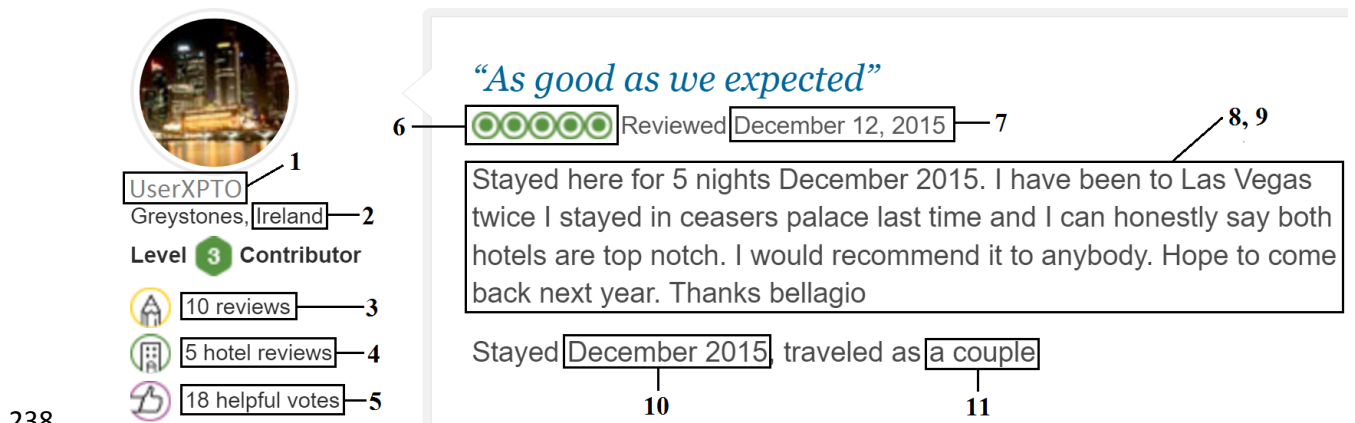 “As good as we expected”
6
Reviewed December 12, 2015
7
8, 9
1
UserXPTO
Greystones, Ireland
2
Level 3 Contributor
10 reviews
3
5 hotel reviews
4
18 helpful votes
5
Stayed here for 5 nights December 2015. I have been to Las Vegas
twice I stayed in ceasers palace last time and I can honestly say both
hotels are top notch. I would recommend it to anybody. Hope to come
back next year. Thanks bellagio
Stayed December 2015, traveled as a couple
10
11
238